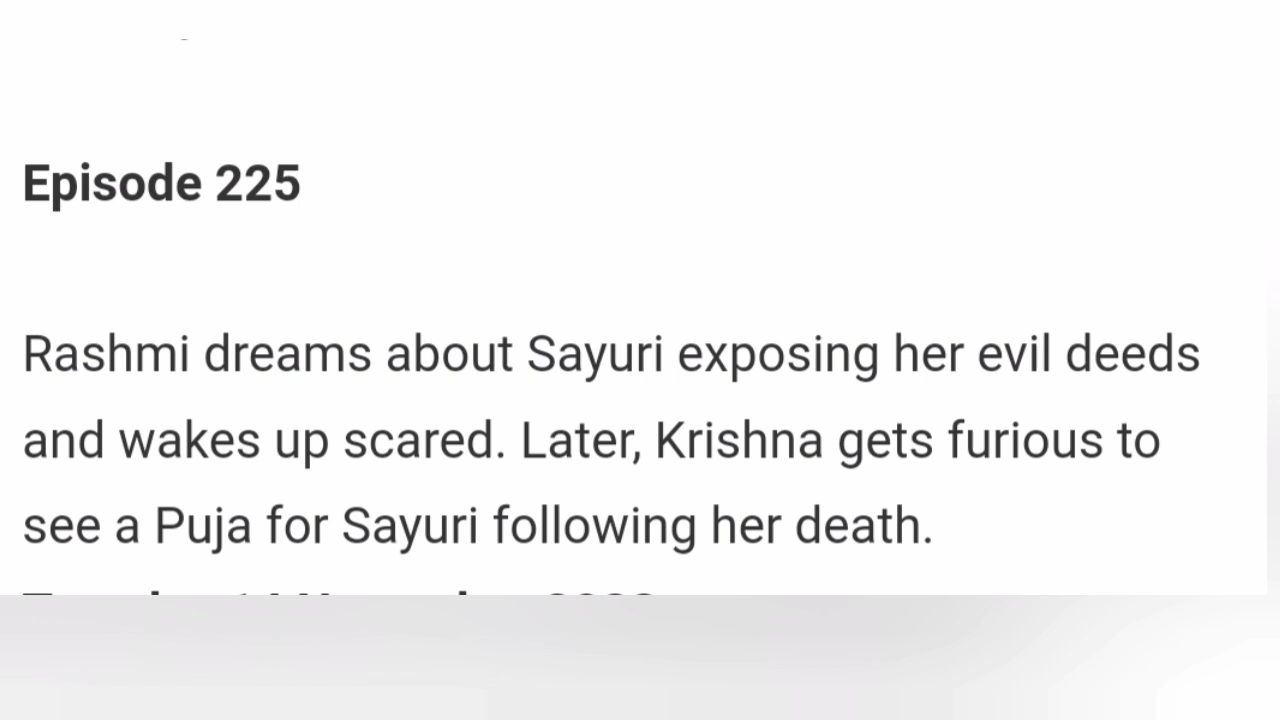 Episode 225
Rashmi dreams about Sayuri exposing her evil deeds
and wakes up scared. Later, Krishna gets furious to
see a Puja for Sayuri following her death.